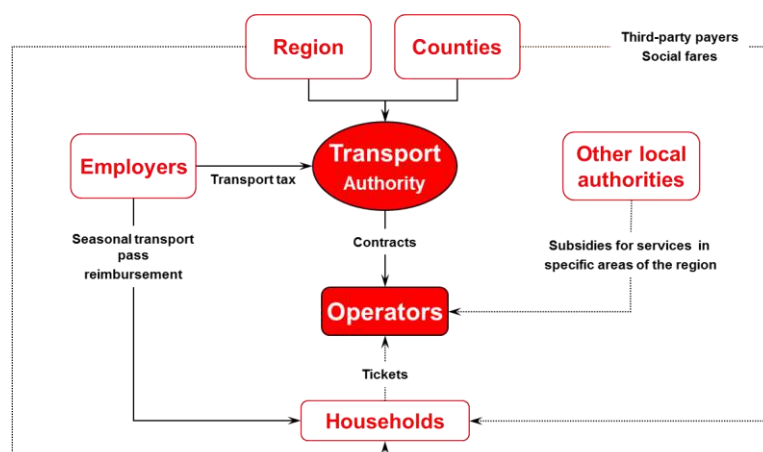 Region
Counties
Third-party payers
Social fares
Employers
Transport tax
Transport
Authority
Other local
authorities
Seasonal transport
pass
reimbursement
Contracts
Subsidies for services in
specific areas of the region
Operators
Tickets
Households